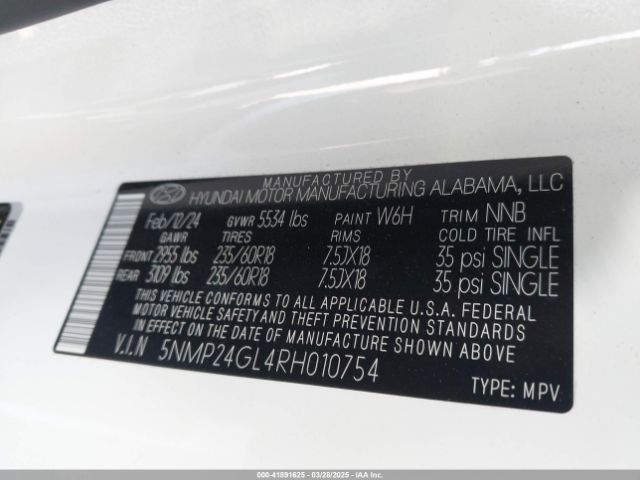 MANUFACTURED BY
HYUNDAI MOTOR MANUFACTURING ALABAMA, LLC
Feb/12/24 GVWR 5534 lbs PAINT W6H TRIM NNB
GAWR TIRES RIMS COLD TIRE INFL
FRONT 2955 lbs 235/60R18 7.5JX18 35 psi SINGLE
REAR 3109 lbs 235/60R18 7.5JX18 35 psi SINGLE
THIS VEHICLE CONFORMS TO ALL APPLICABLE U.S.A. FEDERAL
MOTOR VEHICLE SAFETY AND THEFT PREVENTION STANDARDS
IN EFFECT ON THE DATE OF MANUFACTURE SHOWN ABOVE.
V.I.N 5NMP24GL4RH010754
TYPE: MPV
000-41891625 | 03/28/2025 | IAA, Inc.